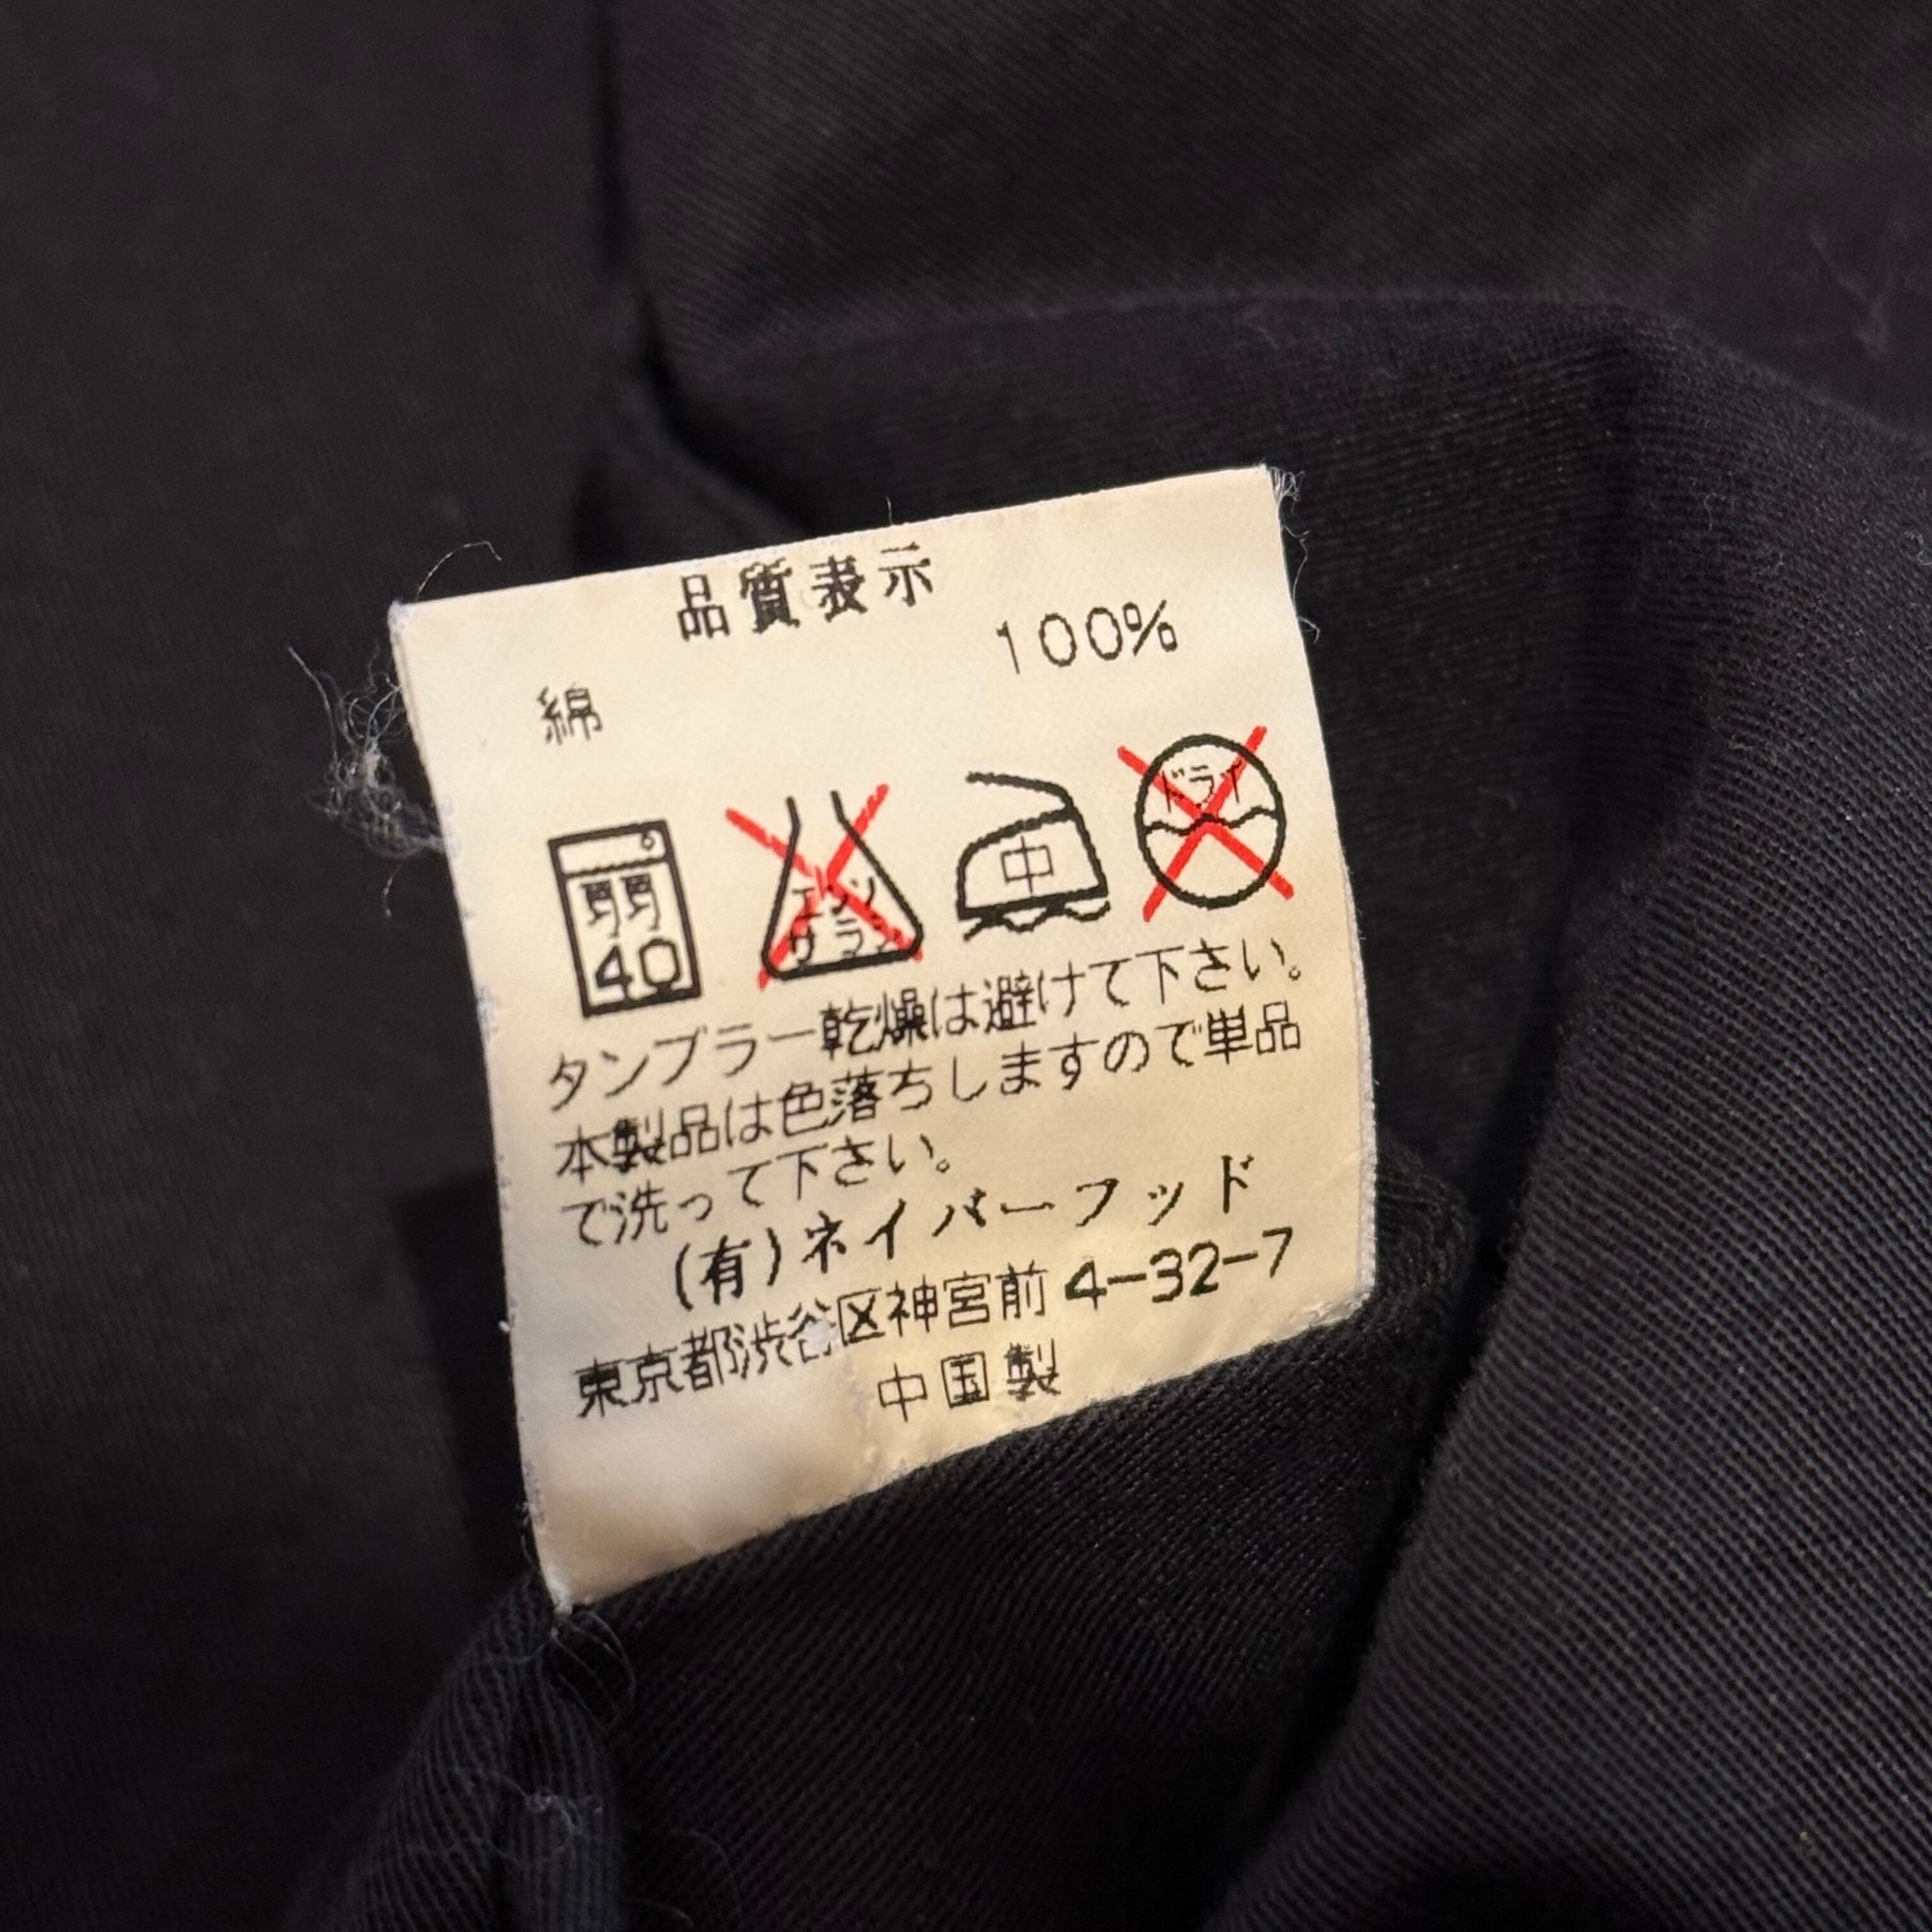 品質表示
綿 100%
弱
40
エンソ
サラシ
中
ドライ
タンブラー乾燥は避けて下さい。
本製品は色落ちしますので単品
で洗って下さい。
(有)ネイバーフッド
東京都渋谷区神宮前4-32-7
中国製